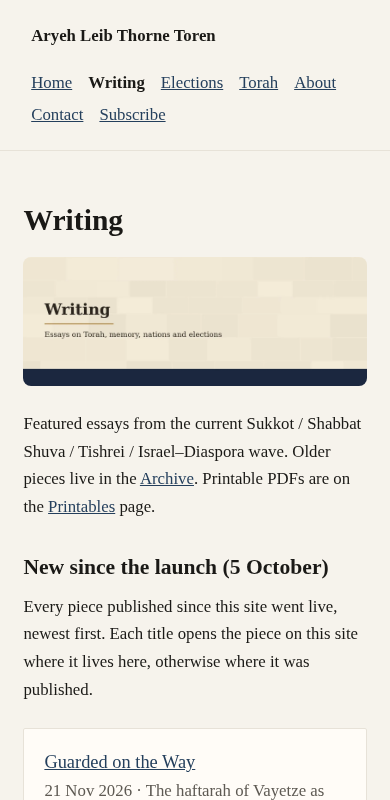 Aryeh Leib Thorne Toren
Home Writing Elections Torah About
Contact Subscribe
Writing
Writing
Essays on Torah, memory, nations and elections
Featured essays from the current Sukkot / Shabbat
Shuva / Tishrei / Israel–Diaspora wave. Older
pieces live in the Archive. Printable PDFs are on
the Printables page.
New since the launch (5 October)
Every piece published since this site went live,
newest first. Each title opens the piece on this site
where it lives here, otherwise where it was
published.
Guarded on the Way
21 Nov 2026 · The haftarah of Vayetze as